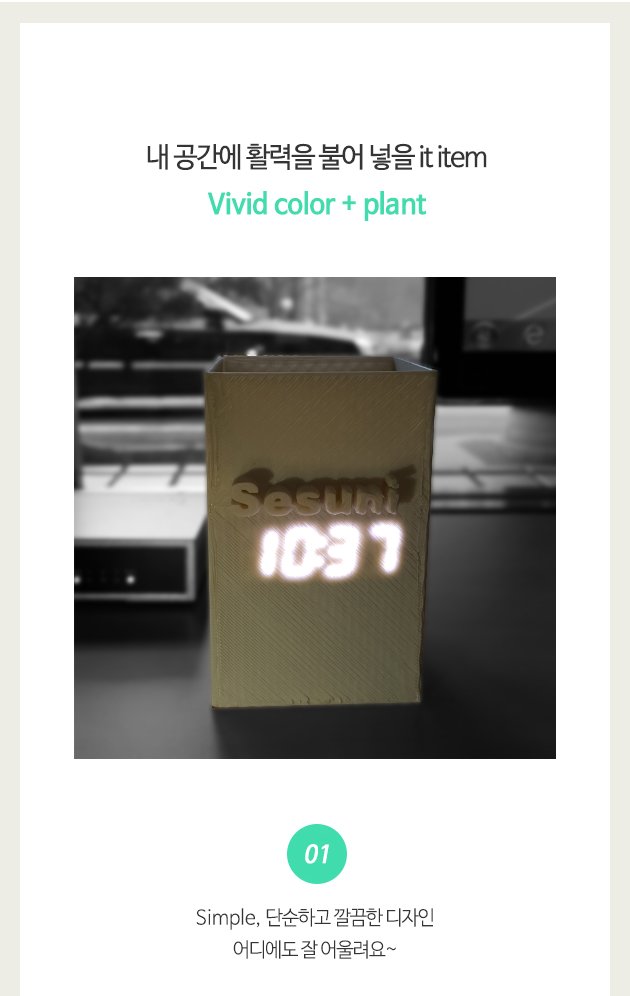 내 공간에 활력을 불어 넣을 it item
Vivid color + plant
Sesuni
10:37
01
Simple, 단순하고 깔끔한 디자인
어디에도 잘 어울려요~